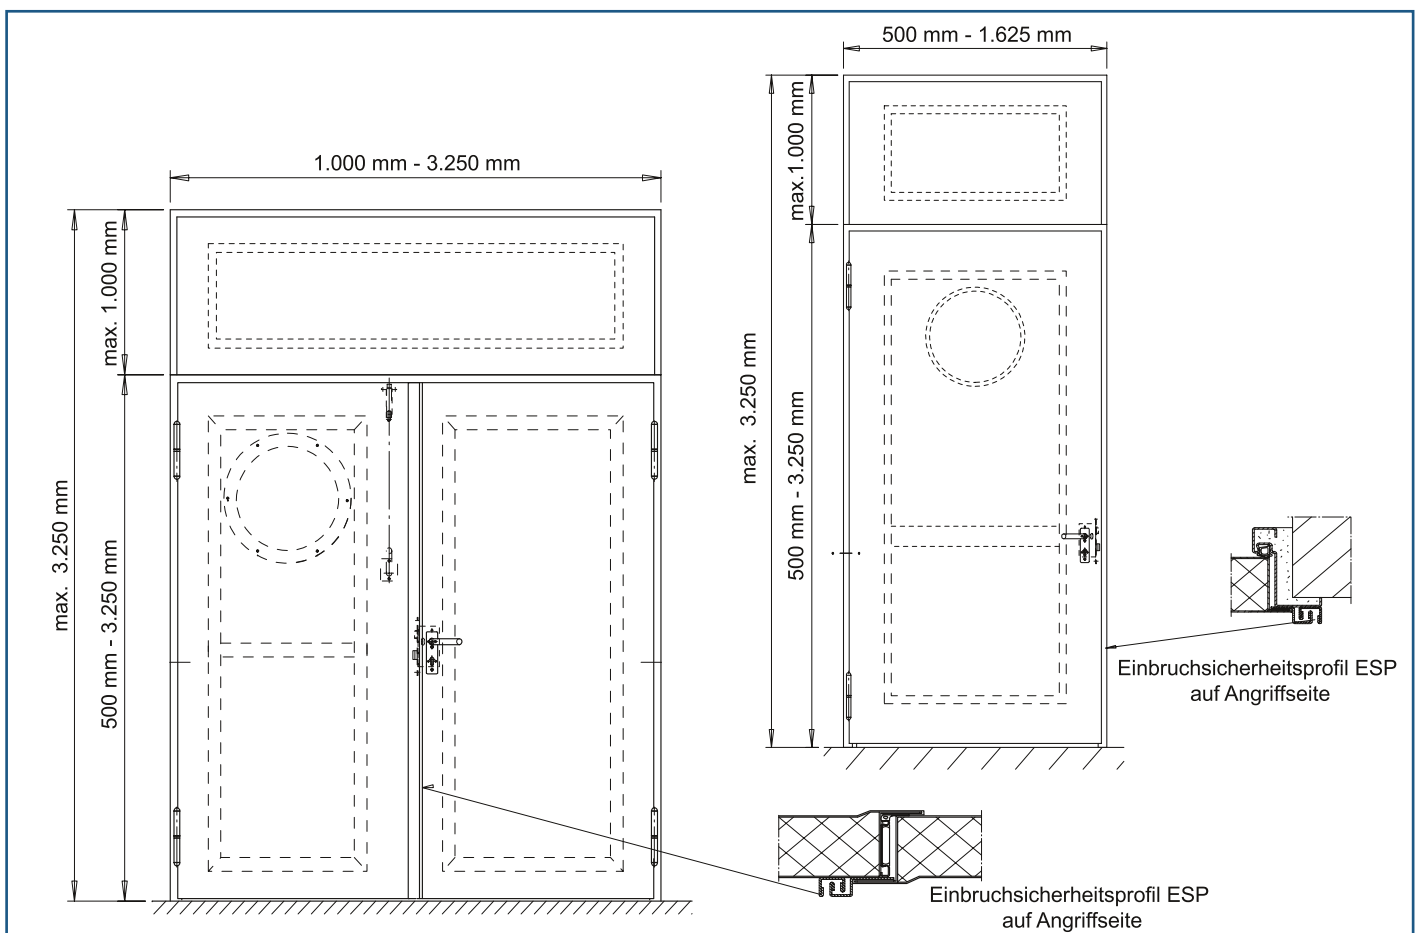 1.000 mm - 3.250 mm
max. 3.250 mm
max. 1.000 mm
500 mm - 3.250 mm
500 mm - 1.625 mm
max. 3.250 mm
max.1.000 mm
500 mm - 3.250 mm
Einbruchsicherheitsprofil ESP
auf Angriffseite
Einbruchsicherheitsprofil ESP
auf Angriffseite